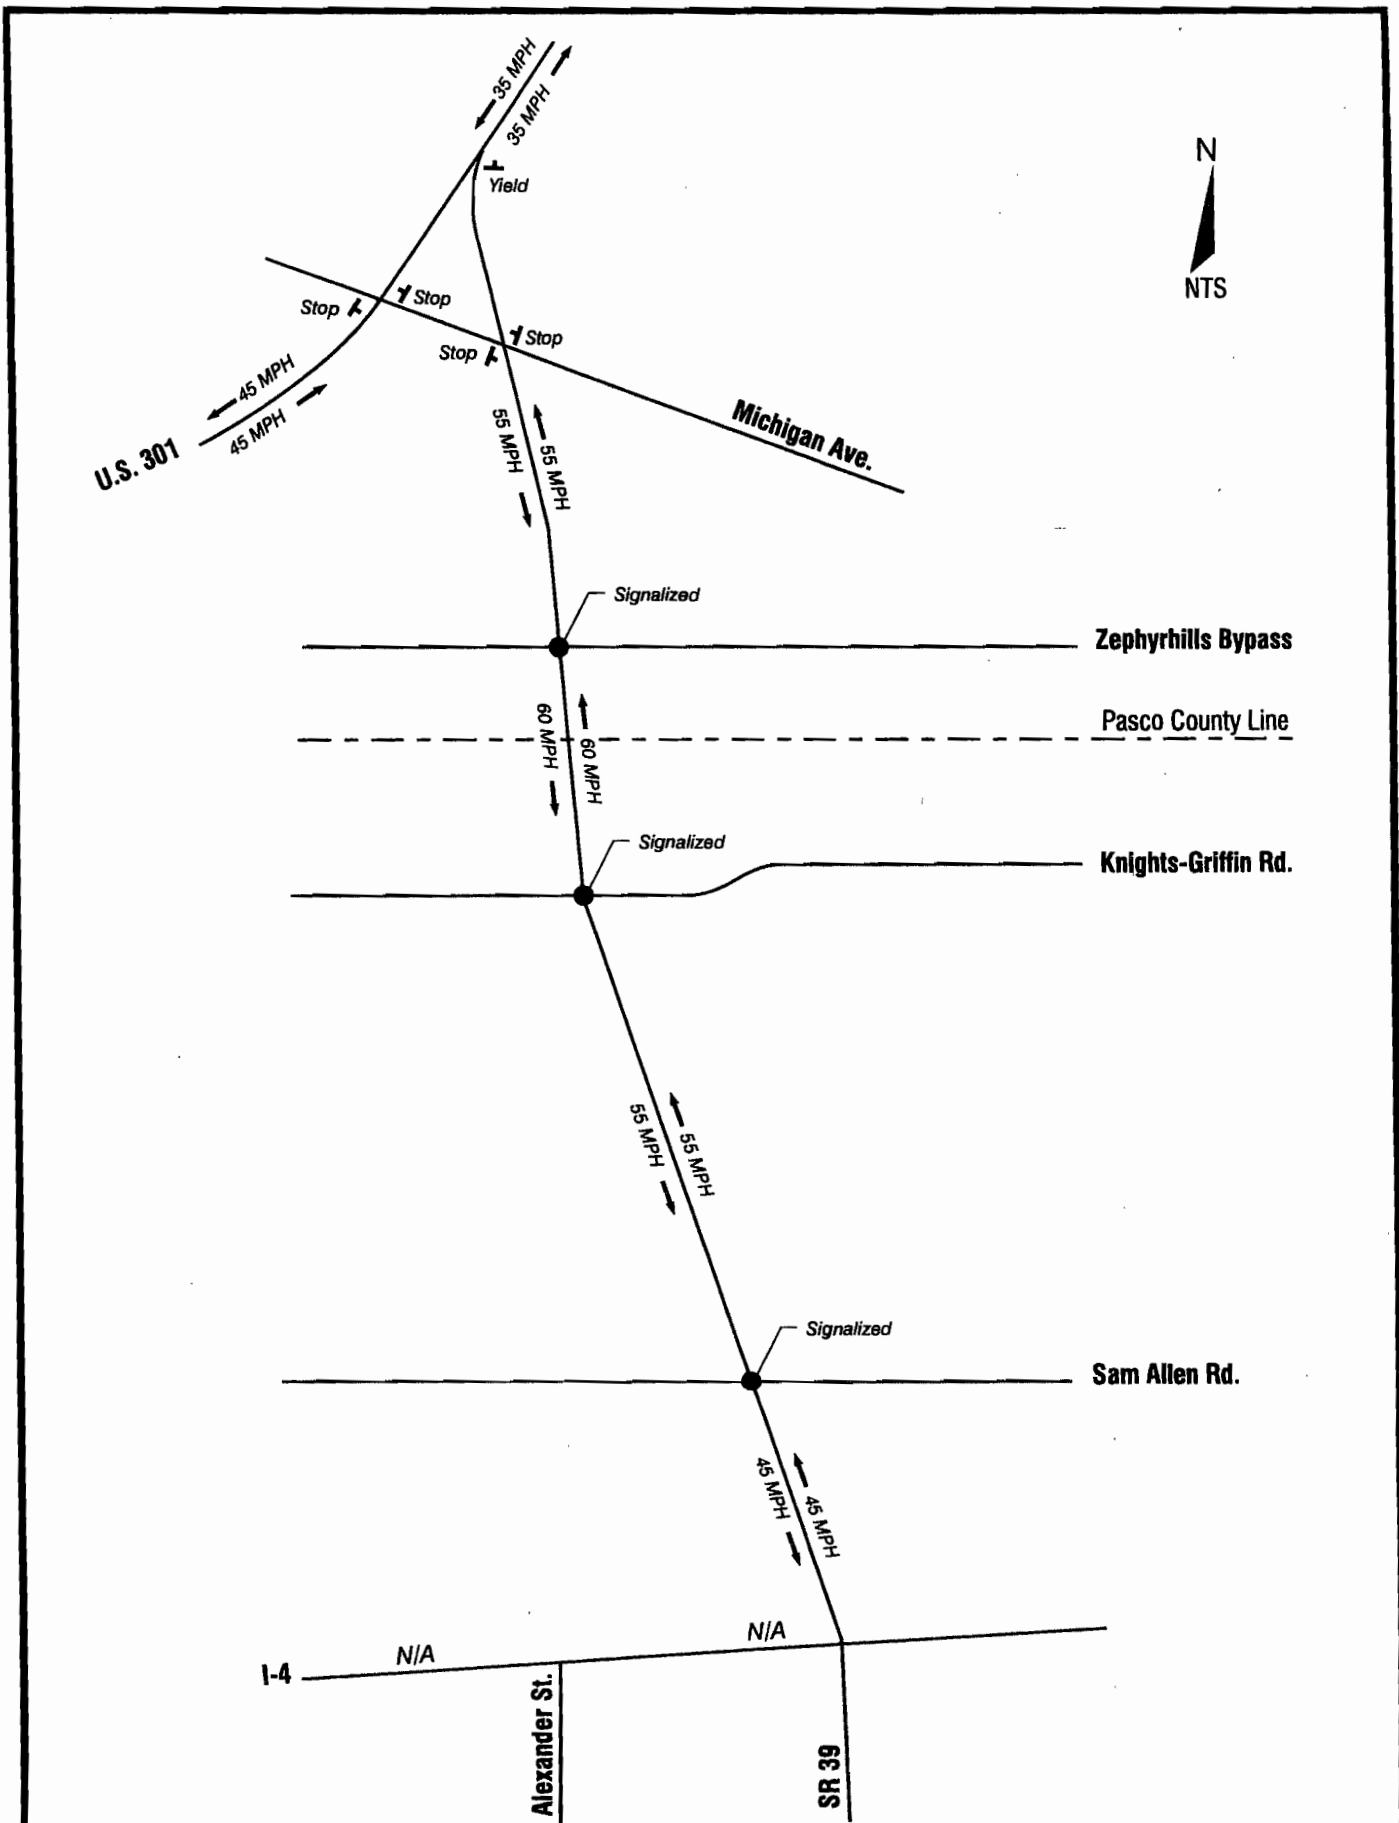 35 MPH
35 MPH
N
Yield
NTS
Stop
Stop
Stop
Stop
45 MPH
45 MPH
U.S. 301
55 MPH
55 MPH
Michigan Ave.
Signalized
Zephyrhills Bypass
Pasco County Line
60 MPH
60 MPH
Signalized
Knights-Griffin Rd.
55 MPH
55 MPH
Signalized
Sam Allen Rd.
45 MPH
45 MPH
N/A
N/A
I-4
Alexander St.
SR 39